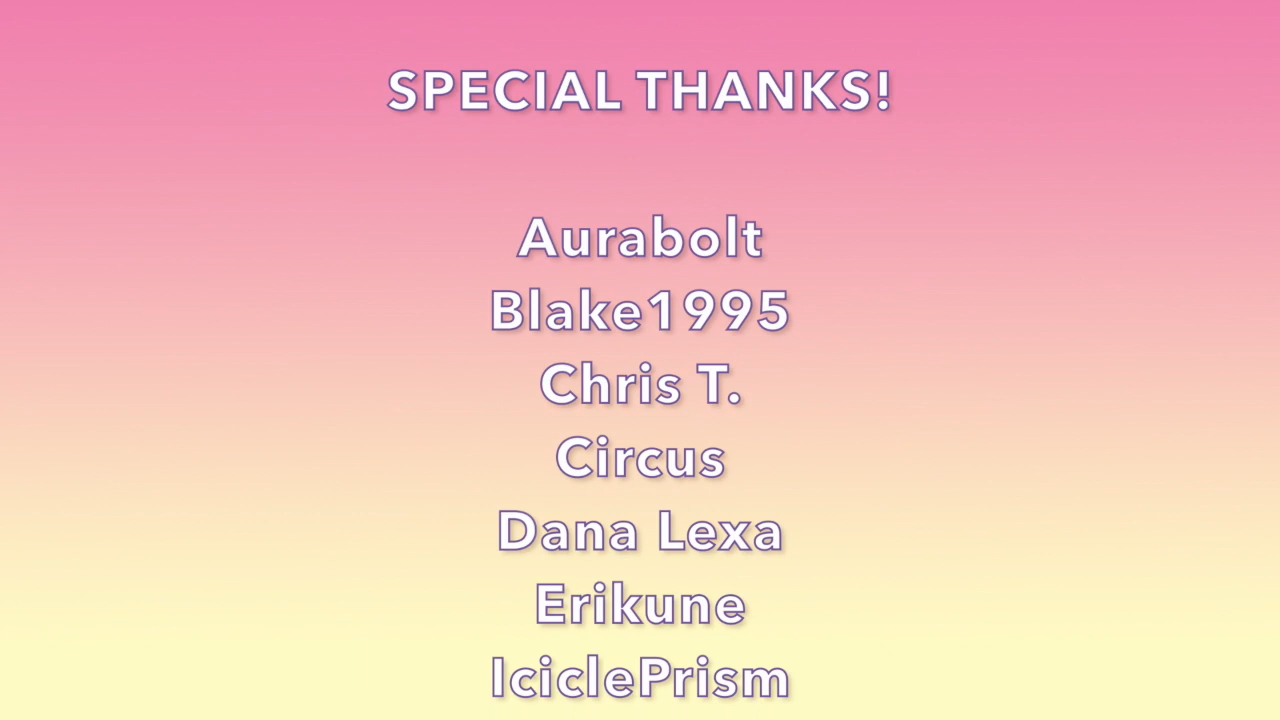 SPECIAL THANKS!
Aurabolt
Blake1995
Chris T.
Circus
Dana Lexa
Erikune
IciclePrism